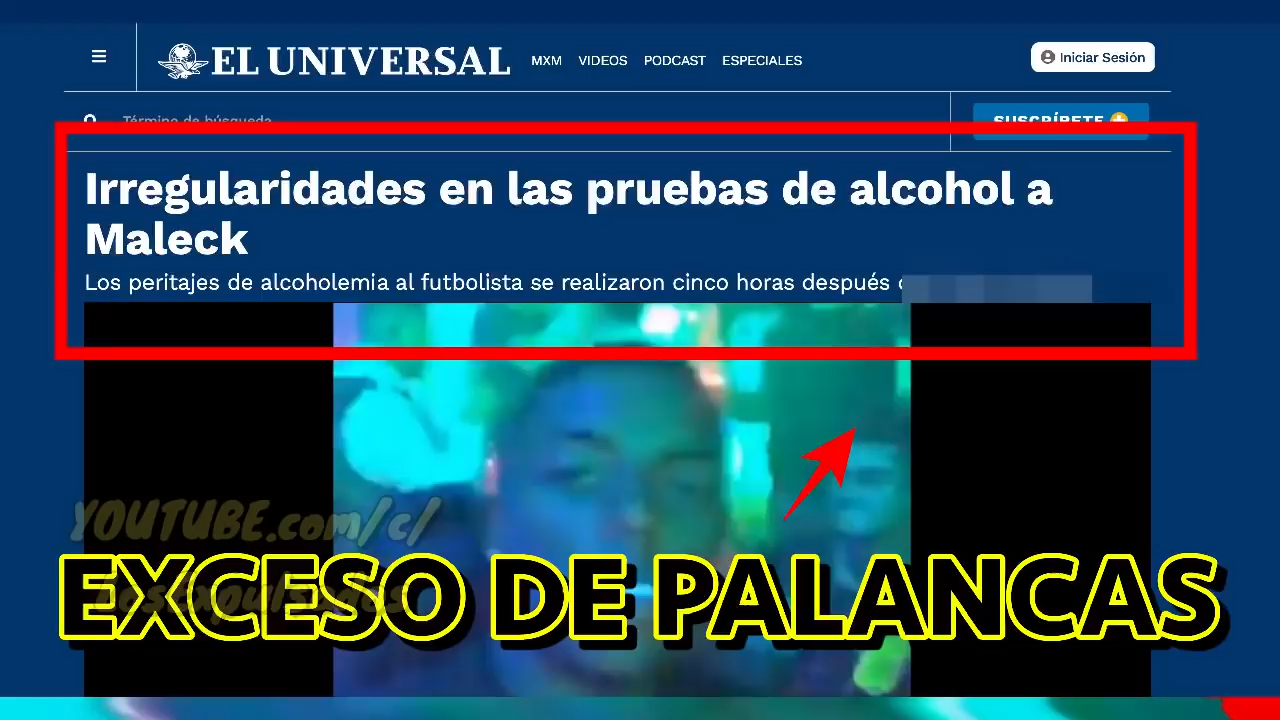 EL UNIVERSAL
MXM VIDEOS PODCAST ESPECIALES
Iniciar Sesión
Término de búsqueda
SUSCRÍBETE
Irregularidades en las pruebas de alcohol a
Maleck
Los peritajes de alcoholemia al futbolista se realizaron cinco horas después
YOUTUBE.com/c/
LosExpulsados
EXCESO DE PALANCAS